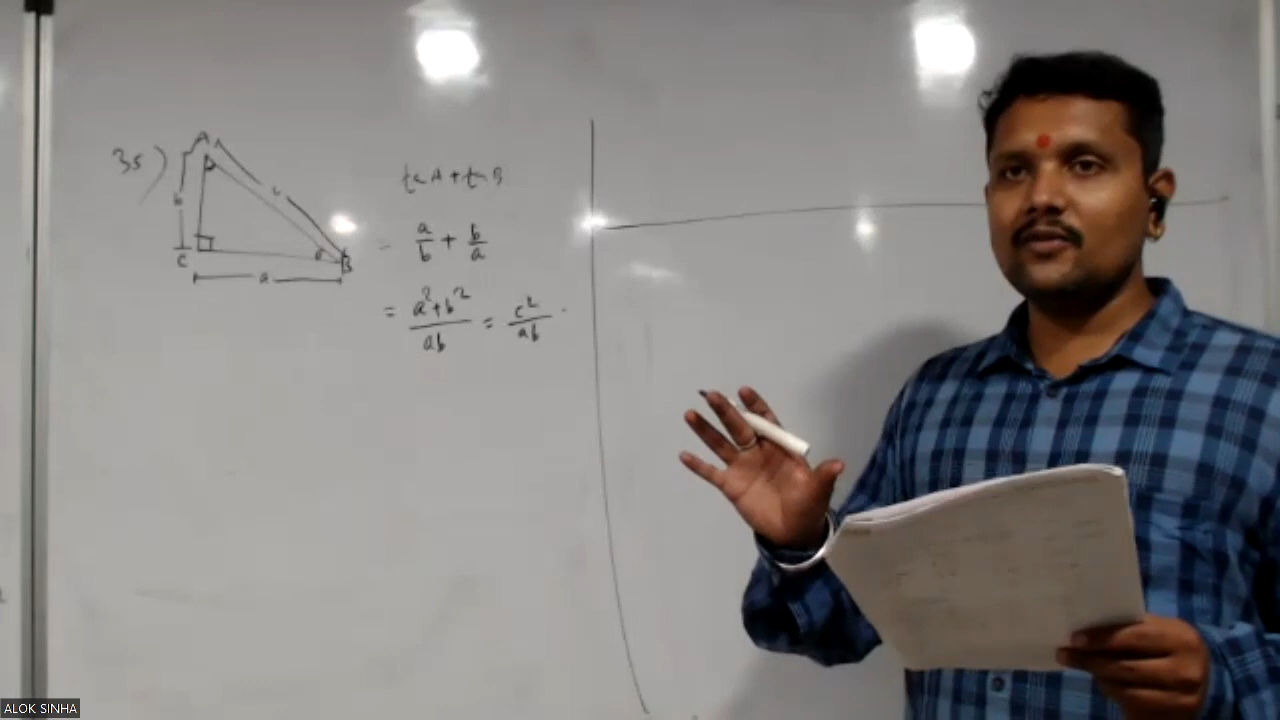 35)
A
b
c
C
a
B
tan A + tan B
= a/b + b/a
= a²+b²/ab = c²/ab
ALOK SINHA